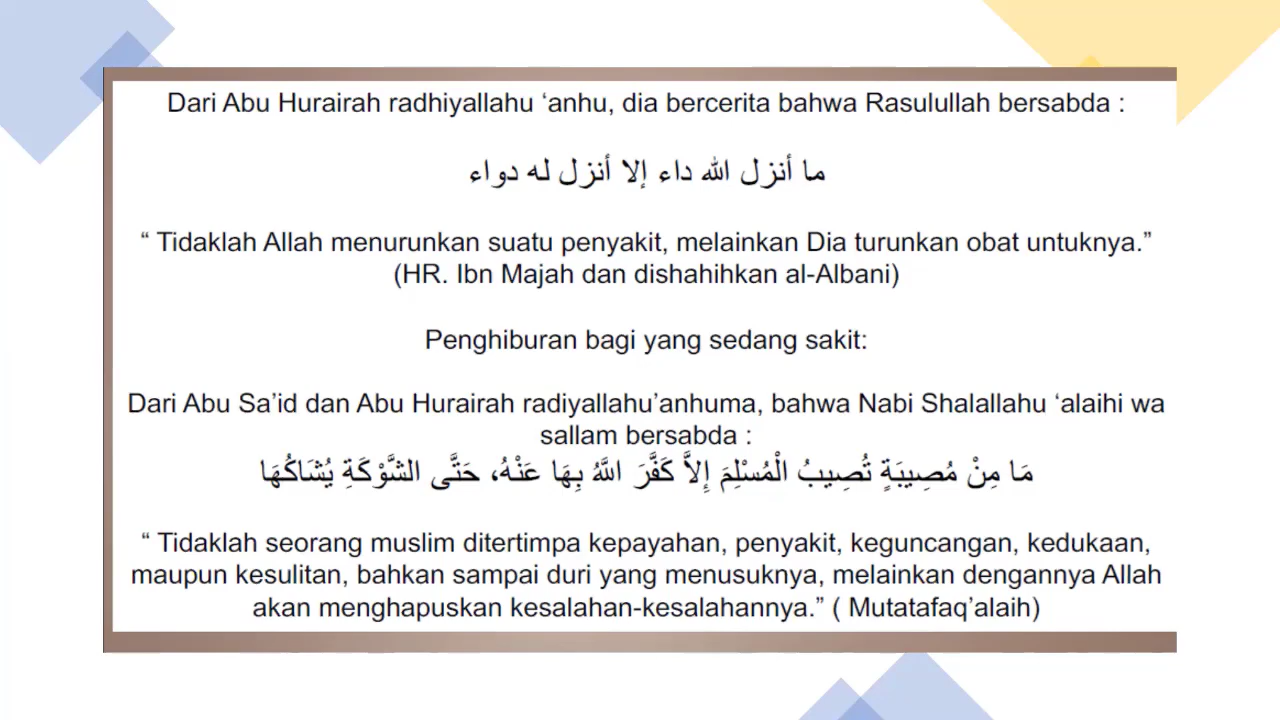 Dari Abu Hurairah radhiyallahu ‘anhu, dia bercerita bahwa Rasulullah bersabda :
ما أنزل الله داء إلا أنزل له دواء
“ Tidaklah Allah menurunkan suatu penyakit, melainkan Dia turunkan obat untuknya.”
(HR. Ibn Majah dan dishahihkan al-Albani)
Penghiburan bagi yang sedang sakit:
Dari Abu Sa’id dan Abu Hurairah radiyallahu’anhuma, bahwa Nabi Shalallahu ‘alaihi wa
sallam bersabda :
مَا مِنْ مُصِيبَةٍ تُصِيبُ الْمُسْلِمَ إِلاَّ كَفَّرَ اللَّهُ بِهَا عَنْهُ، حَتَّى الشَّوْكَةِ يُشَاكُهَا
“ Tidaklah seorang muslim ditertimpa kepayahan, penyakit, keguncangan, kedukaan,
maupun kesulitan, bahkan sampai duri yang menusuknya, melainkan dengannya Allah
akan menghapuskan kesalahan-kesalahannya.” ( Mutatafaq’alaih)